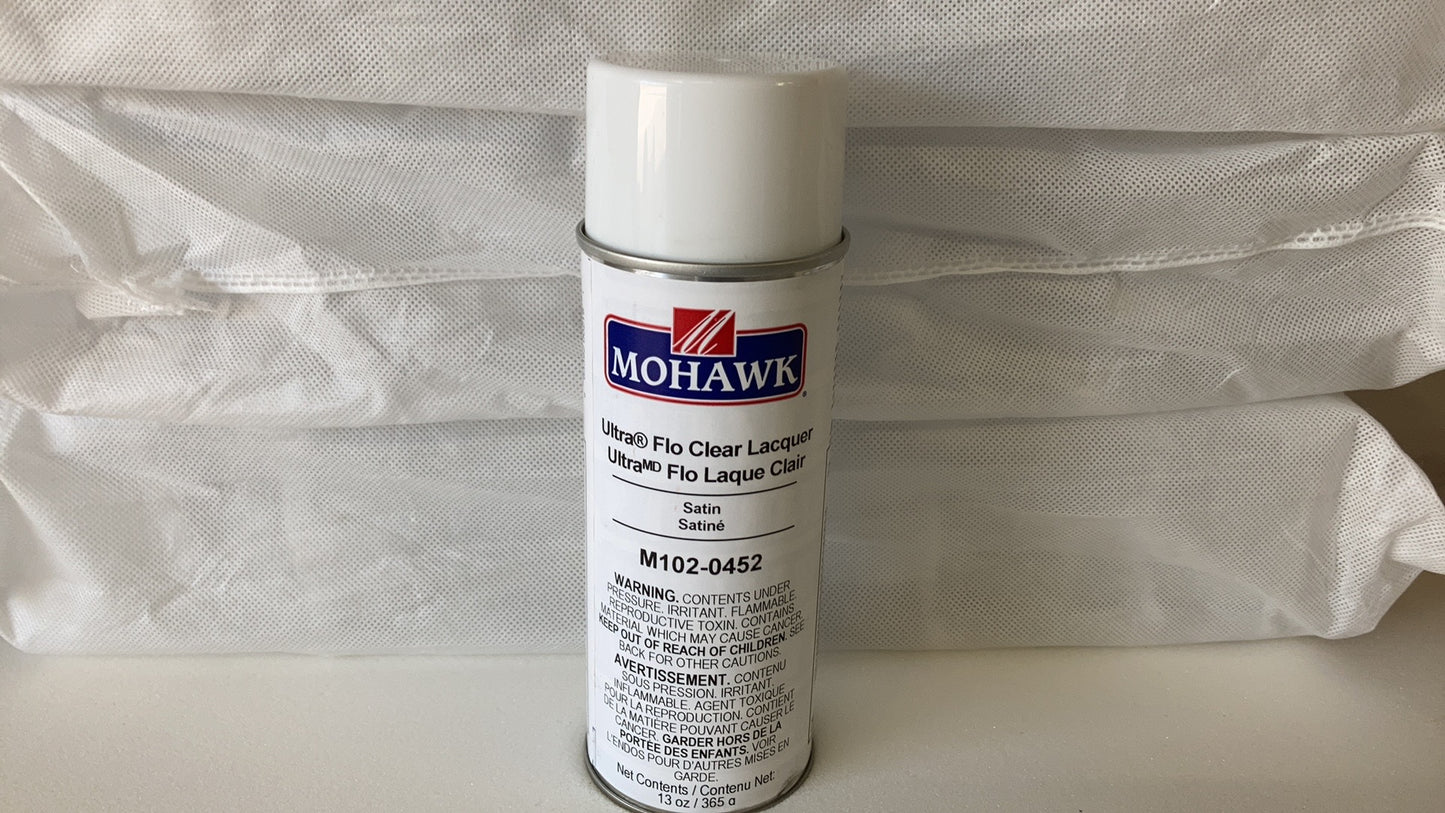 M
MOHAWK®
Ultra® Flo Clear Lacquer
Ultraᴹᴰ Flo Laque Clair
Satin
Satiné
M102-0452
WARNING. CONTENTS UNDER
PRESSURE. IRRITANT. FLAMMABLE.
REPRODUCTIVE TOXIN. CONTAINS
MATERIAL WHICH MAY CAUSE CANCER.
KEEP OUT OF REACH OF CHILDREN. SEE
BACK FOR OTHER CAUTIONS.
AVERTISSEMENT. CONTENU
SOUS PRESSION. IRRITANT.
INFLAMMABLE. AGENT TOXIQUE
POUR LA REPRODUCTION. CONTIENT
DE LA MATIÈRE POUVANT CAUSER LE
CANCER. GARDER HORS DE LA
PORTÉE DES ENFANTS. VOIR
L'ENDOS POUR D'AUTRES MISES EN
GARDE.
Net Contents / Contenu Net:
13 oz / 365 g